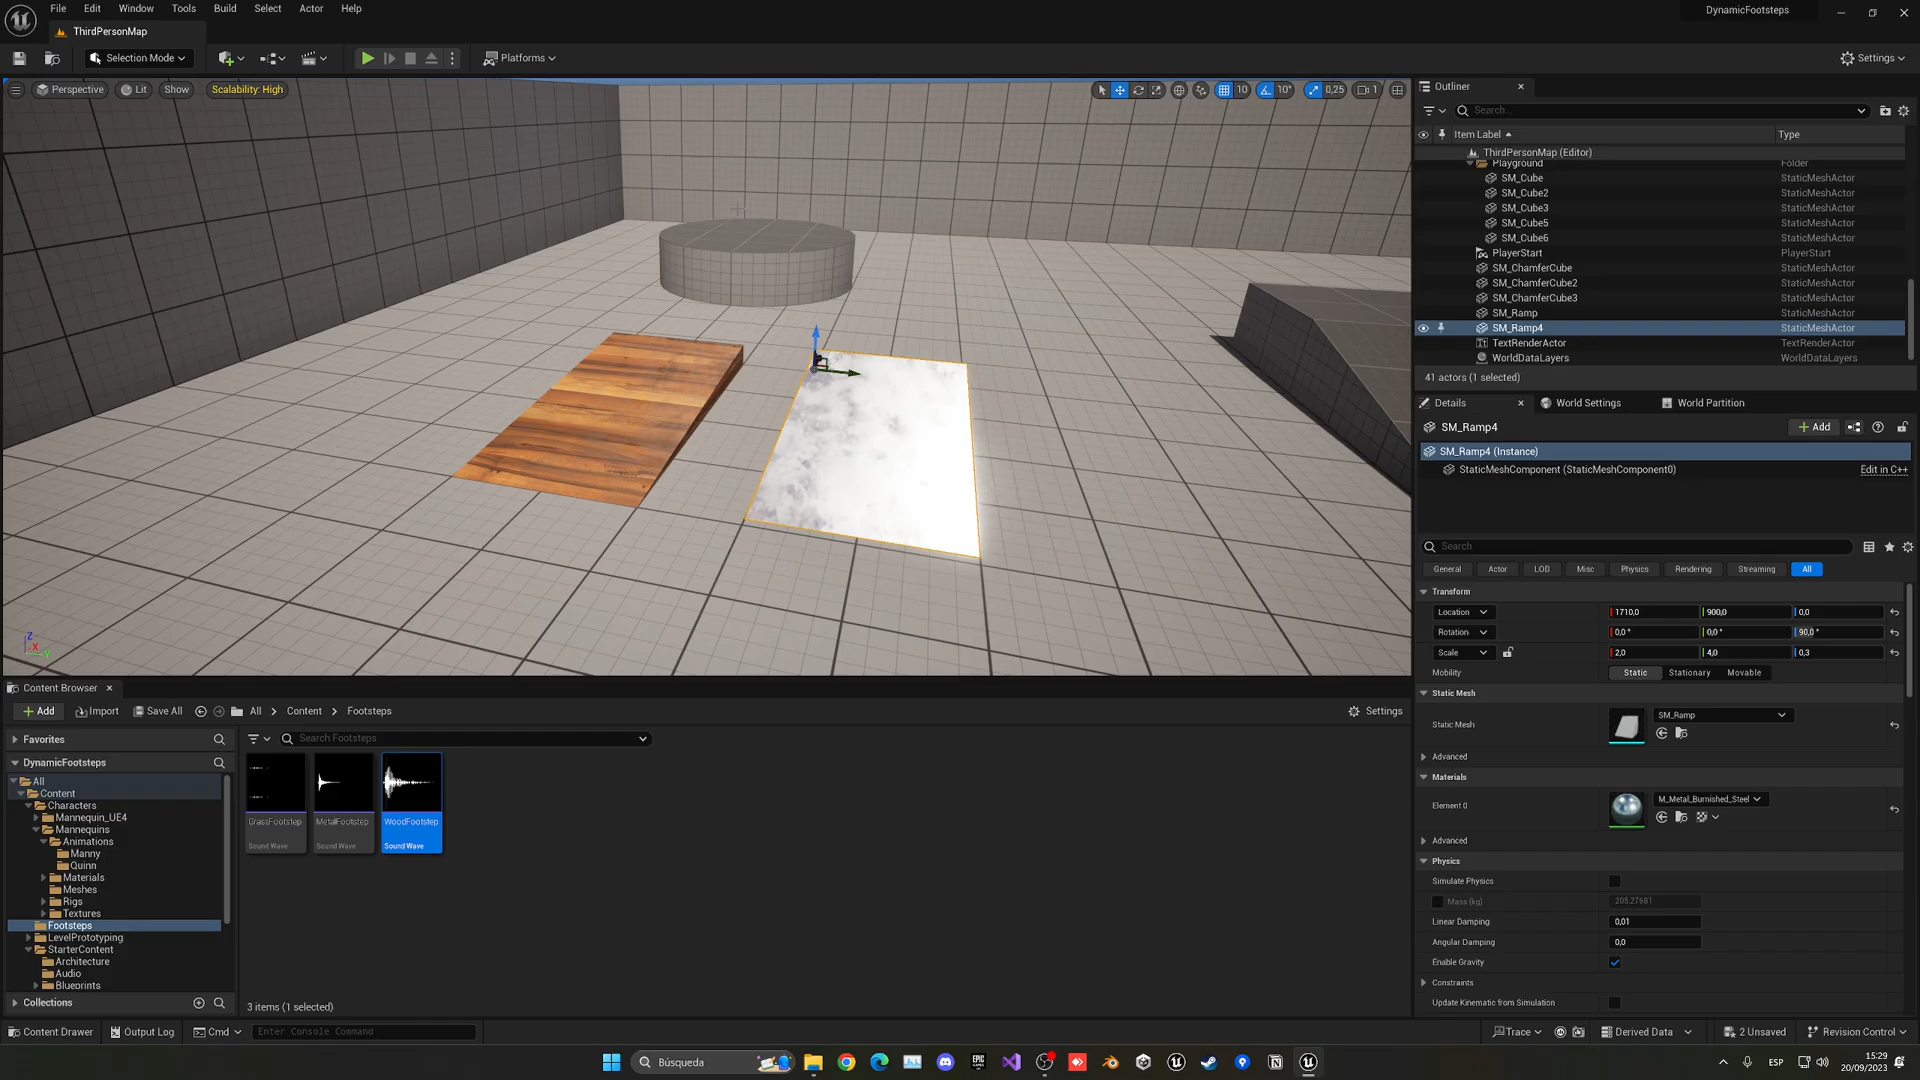 File Edit Window Tools Build Select Actor Help
DynamicFootsteps
ThirdPersonMap
Selection Mode
Platforms
Settings
Perspective Lit Show Scalability: High
10 10° 0,25 1
Outliner
Search...
Item Label Type
ThirdPersonMap (Editor)
Playground Folder
SM_Cube StaticMeshActor
SM_Cube2 StaticMeshActor
SM_Cube3 StaticMeshActor
SM_Cube5 StaticMeshActor
SM_Cube6 StaticMeshActor
PlayerStart PlayerStart
SM_ChamferCube StaticMeshActor
SM_ChamferCube2 StaticMeshActor
SM_ChamferCube3 StaticMeshActor
SM_Ramp StaticMeshActor
SM_Ramp4 StaticMeshActor
TextRenderActor TextRenderActor
WorldDataLayers WorldDataLayers
41 actors (1 selected)
Details World Settings World Partition
SM_Ramp4 Add
SM_Ramp4 (Instance)
StaticMeshComponent (StaticMeshComponent0) Edit in C++
Search
General Actor LOD Misc Physics Rendering Streaming All
Transform
Location 1710,0 900,0 0,0
Rotation 0,0 ° 0,0 ° 90,0 °
Scale 2,0 4,0 0,3
Mobility Static Stationary Movable
Static Mesh
Static Mesh SM_Ramp
Advanced
Materials
Element 0 M_Metal_Burnished_Steel
Advanced
Physics
Simulate Physics
Mass (kg) 205,27681
Linear Damping 0,01
Angular Damping 0,0
Enable Gravity
Constraints
Update Kinematic from Simulation
Z
X
Y
Content Browser
Add Import Save All All Content Footsteps Settings
Favorites
Search Footsteps
DynamicFootsteps
All
Content
Characters
Mannequin_UE4
Mannequins
Animations
Manny
Quinn
Materials
Meshes
Rigs
Textures
Footsteps
LevelPrototyping
StarterContent
Architecture
Audio
Blueprints
Collections
GrassFootstep MetalFootstep WoodFootstep
Sound Wave Sound Wave Sound Wave
3 items (1 selected)
Content Drawer Output Log Cmd Enter Console Command
Trace Derived Data 2 Unsaved Revision Control
Búsqueda
EPIC
ESP
15:29
20/09/2023